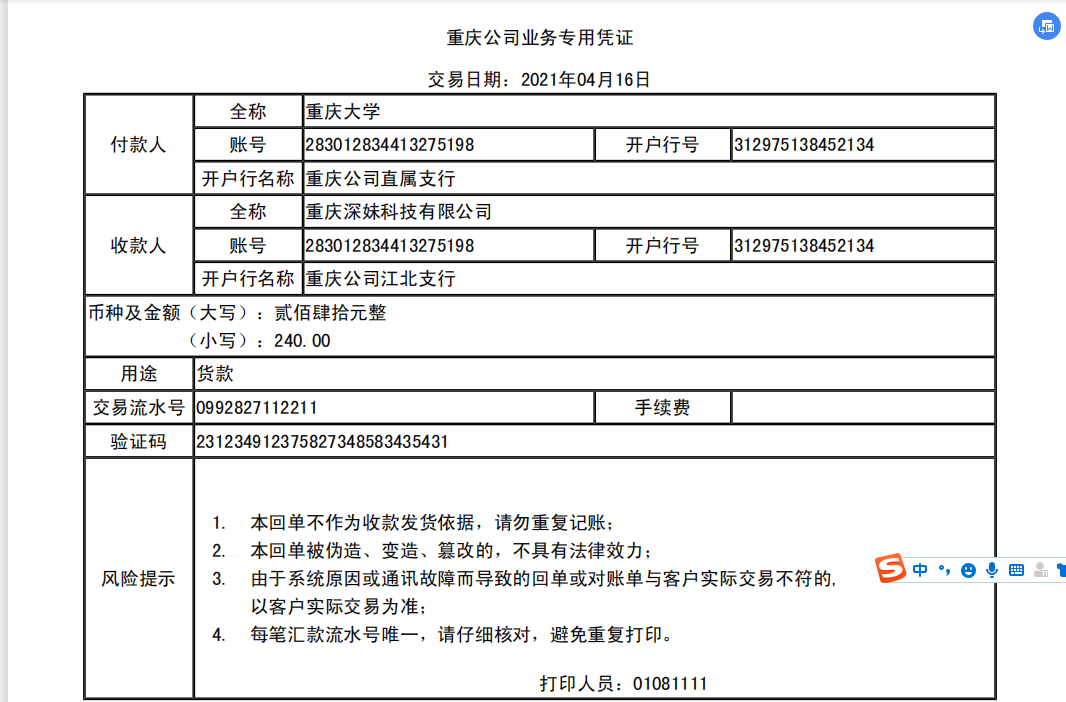 重庆公司业务专用凭证
交易日期：2021年04月16日
付款人
全称 重庆大学
账号 283012834413275198 开户行号 312975138452134
开户行名称 重庆公司直属支行
收款人
全称 重庆深妹科技有限公司
账号 283012834413275198 开户行号 312975138452134
开户行名称 重庆公司江北支行
币种及金额（大写）：贰佰肆拾元整
（小写）：240.00
用途 货款
交易流水号 0992827112211 手续费
验证码 2312349123758273485834​35431
风险提示
1. 本回单不作为收款发货依据，请勿重复记账；
2. 本回单被伪造、变造、篡改的，不具有法律效力；
3. 由于系统原因或通讯故障而导致的回单或对账单与客户实际交易不符的,
以客户实际交易为准；
4. 每笔汇款流水号唯一，请仔细核对，避免重复打印。
打印人员：01081111
中